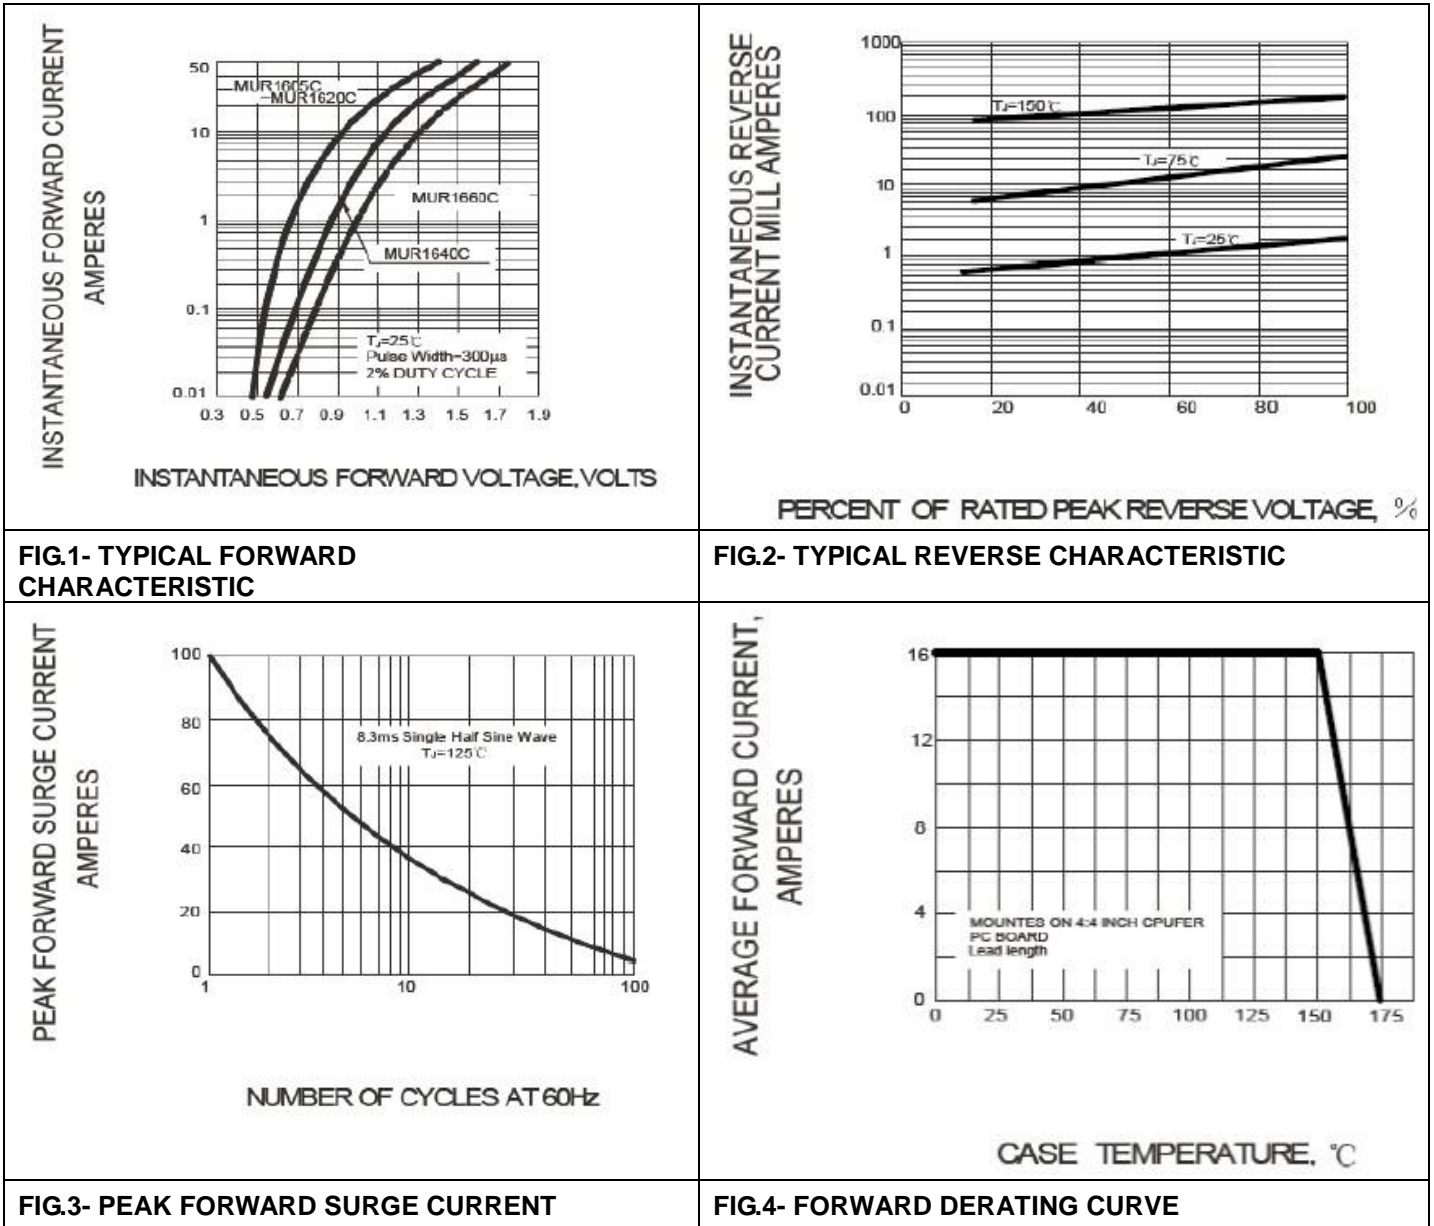 INSTANTANEOUS FORWARD CURRENT
AMPERES
50
10
1
0.1
0.01
MUR1605C
-MUR1620C
MUR1660C
MUR1640C
TJ=25℃
Pulse Width-300µs
2% DUTY CYCLE
0.3 0.5 0.7 0.9 1.1 1.3 1.5 1.7 1.9
INSTANTANEOUS FORWARD VOLTAGE,VOLTS
FIG.1- TYPICAL FORWARD
CHARACTERISTIC
INSTANTANEOUS REVERSE
CURRENT MILL AMPERES
1000
100
10
1
0.1
0.01
TJ=150℃
TJ=75℃
TJ=25℃
0 20 40 60 80 100
PERCENT OF RATED PEAK REVERSE VOLTAGE, %
FIG.2- TYPICAL REVERSE CHARACTERISTIC
PEAK FORWARD SURGE CURRENT
AMPERES
100
80
60
40
20
0
8.3ms Single Half Sine Wave
TJ=125℃
1 10 100
NUMBER OF CYCLES AT 60Hz
FIG.3- PEAK FORWARD SURGE CURRENT
AVERAGE FORWARD CURRENT,
AMPERES
16
12
8
4
0
MOUNTES ON 4:4 INCH CPUFER
PC BOARD
Lead length
0 25 50 75 100 125 150 175
CASE TEMPERATURE, ℃
FIG.4- FORWARD DERATING CURVE